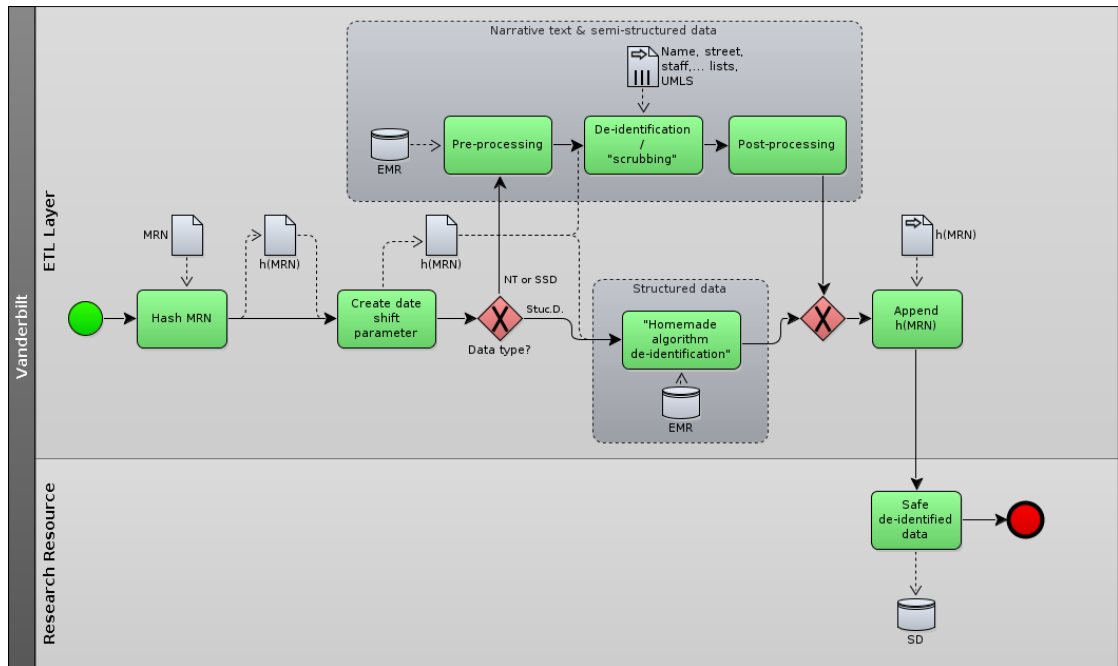 Vanderbilt
ETL Layer
Narrative text & semi-structured data
Name, street,
staff,... lists,
UMLS
EMR
Pre-processing
De-identification
/
"scrubbing"
Post-processing
MRN
h(MRN)
h(MRN)
h(MRN)
NT or SSD
Structured data
Hash MRN
Create date
shift
parameter
Stuc.D.
Data type?
"Homemade
algorithm
de-identification"
EMR
Append
h(MRN)
Research Resource
Safe
de-identified
data
SD